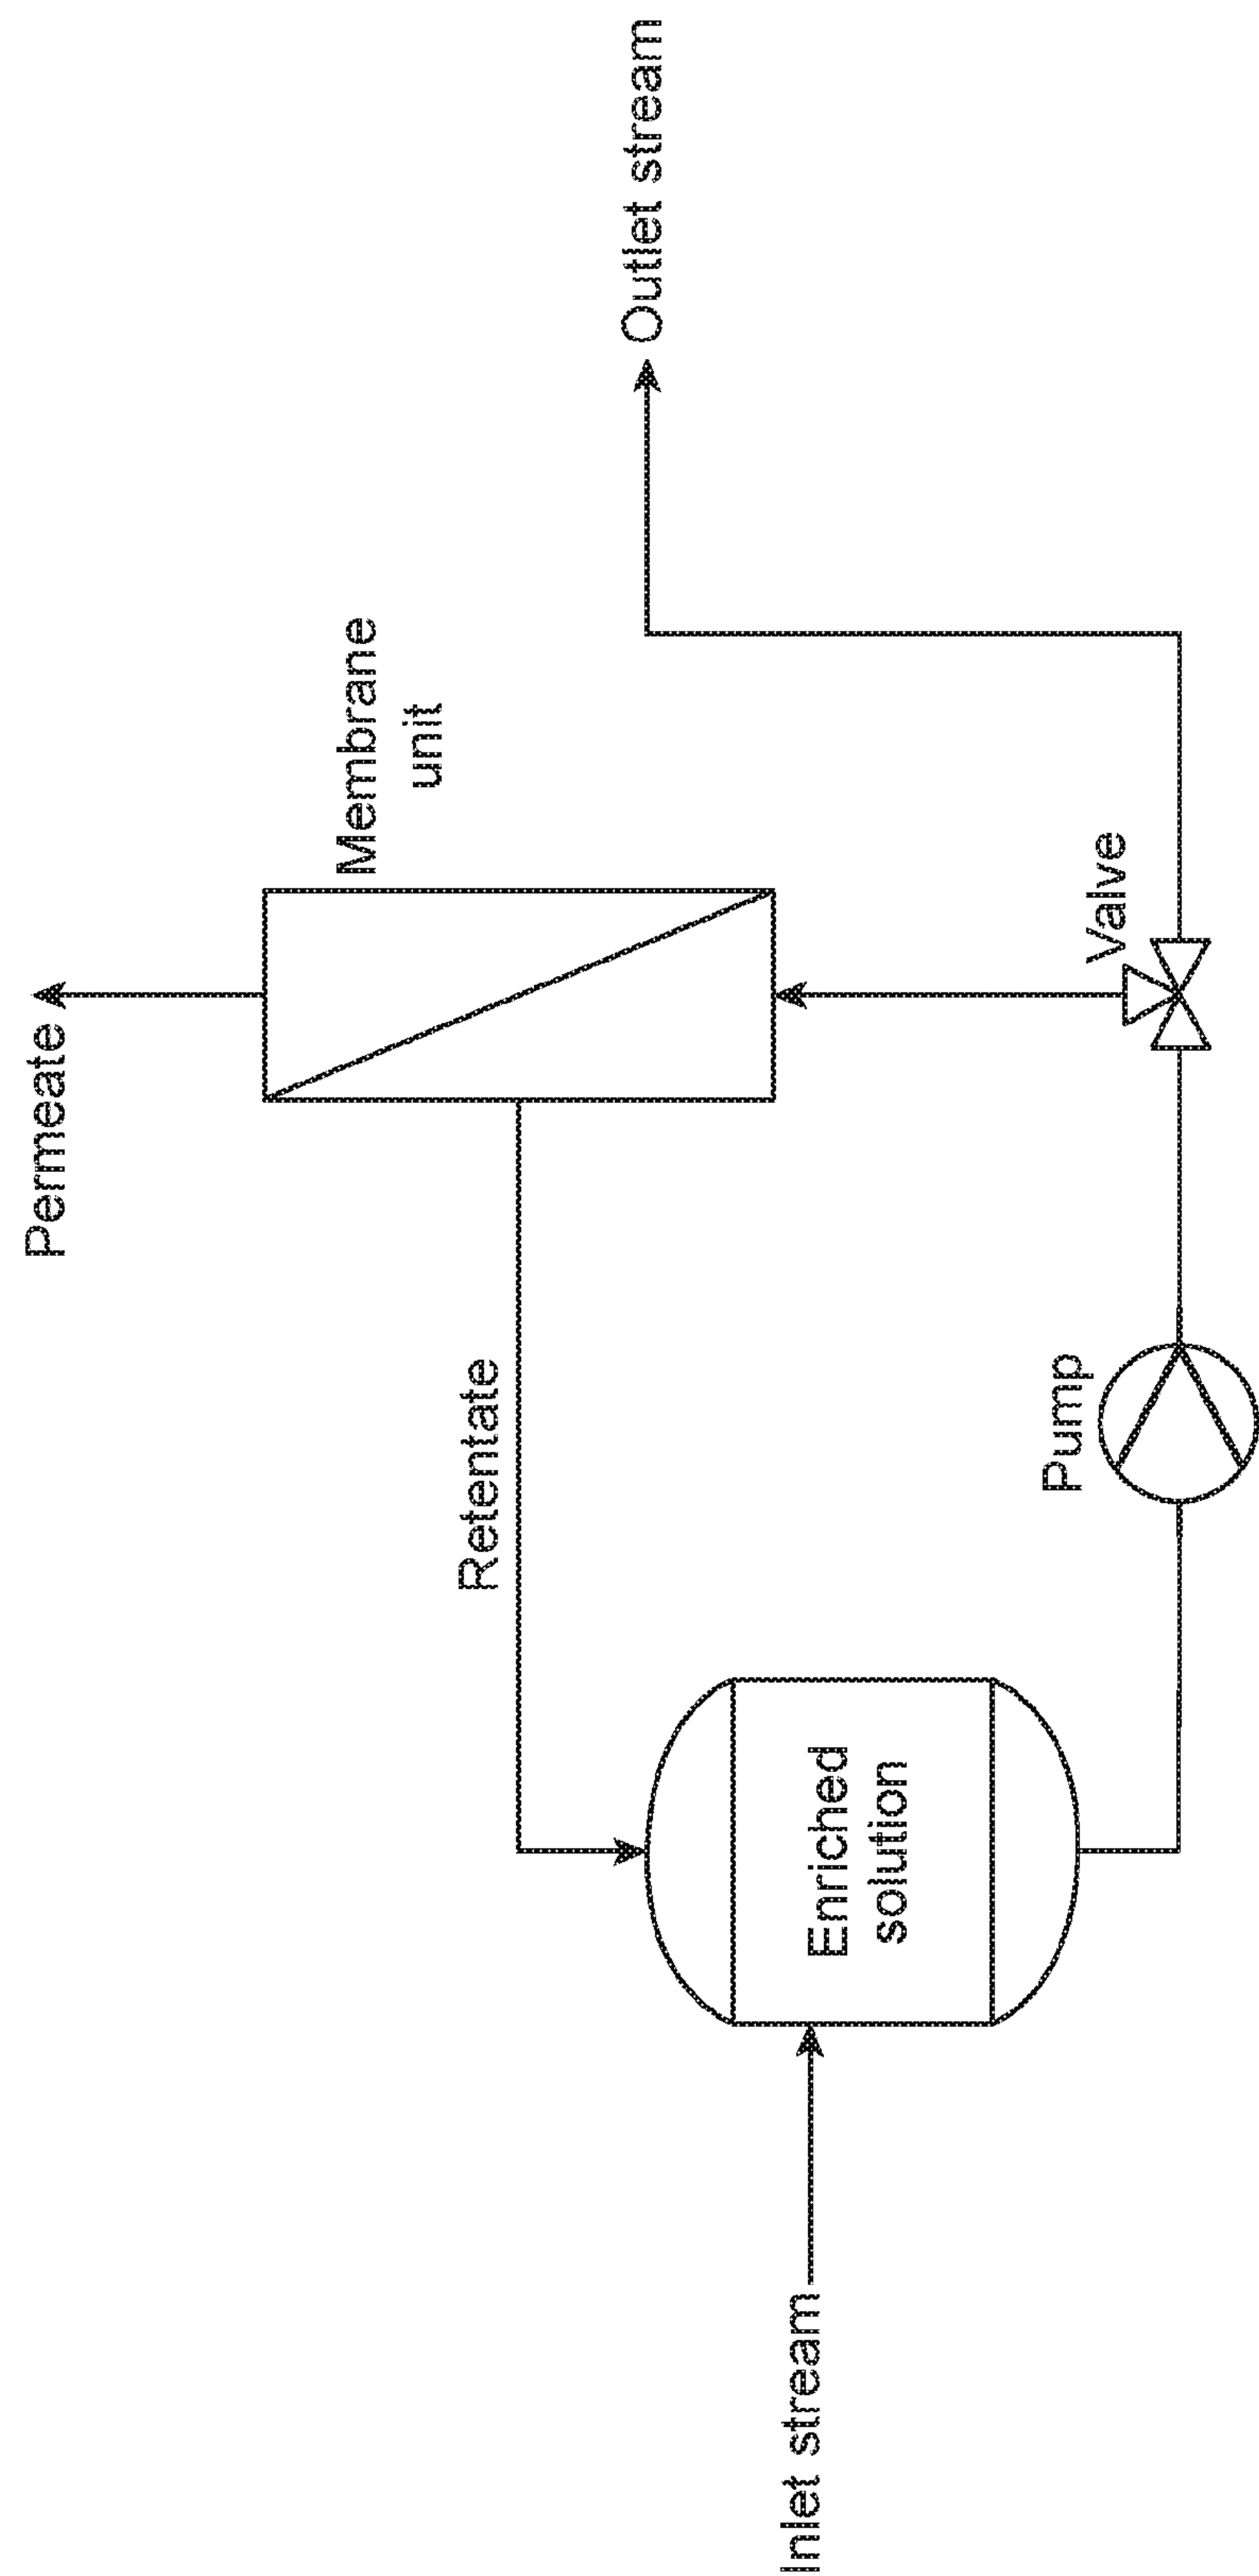 Permeate
Membrane
unit
Outlet stream
Retentate
Enriched
solution
Inlet stream
Pump
Valve